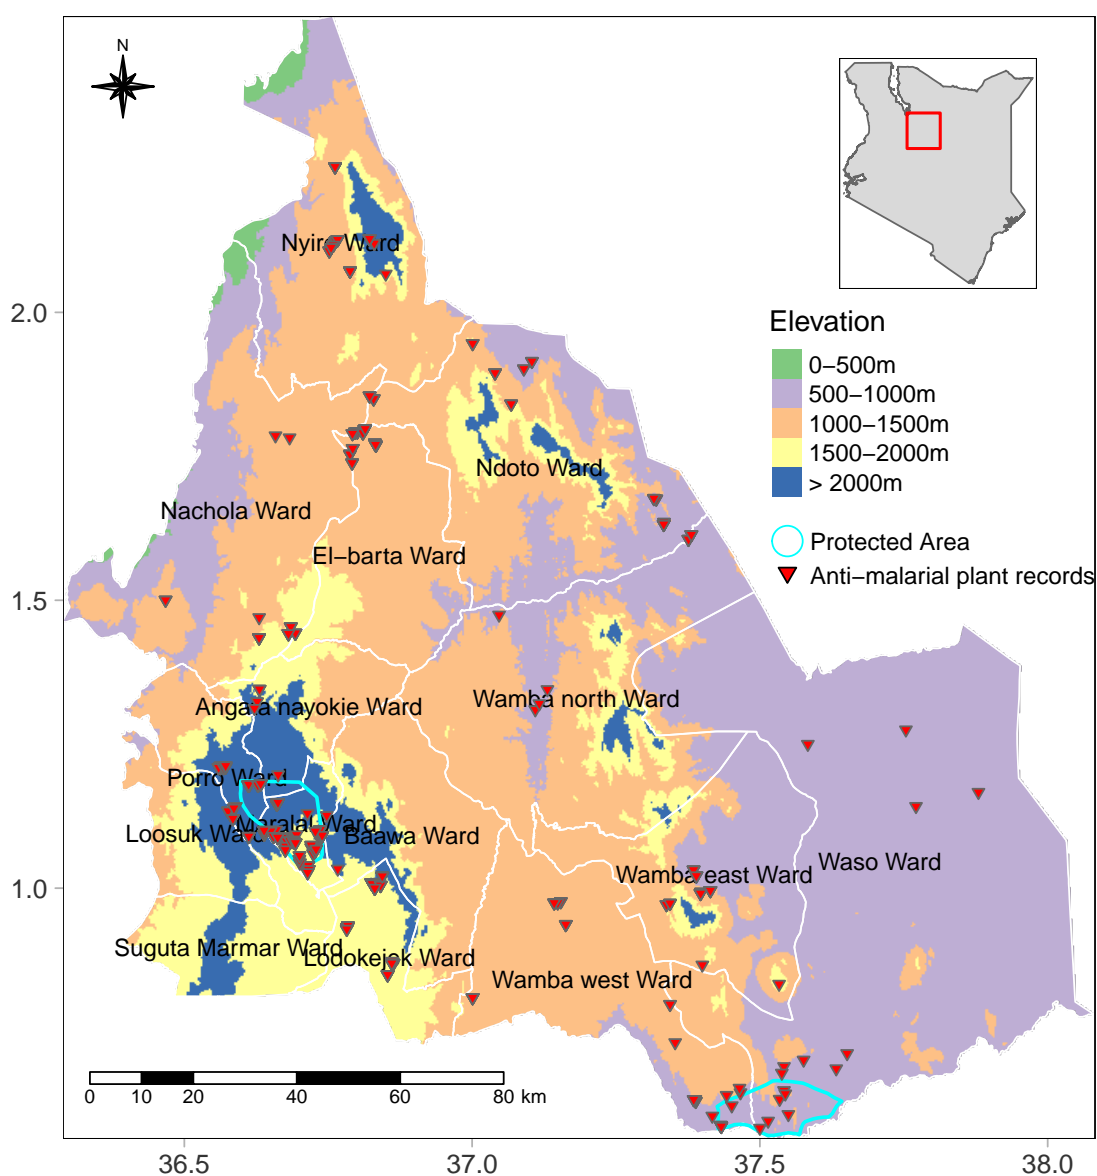 N
2.0
1.5
1.0
Nyiro Ward
Ndoto Ward
Nachola Ward
El−barta Ward
Wamba north Ward
Angata nayokie Ward
Porro Ward
Maralal Ward
Loosuk Ward
Baawa Ward
Waso Ward
Wamba east Ward
Suguta Marmar Ward
Lodokejek Ward
Wamba west Ward
Elevation
0−500m
500−1000m
1000−1500m
1500−2000m
> 2000m
Protected Area
Anti−malarial plant records
0 10 20 40 60 80 km
36.5 37.0 37.5 38.0